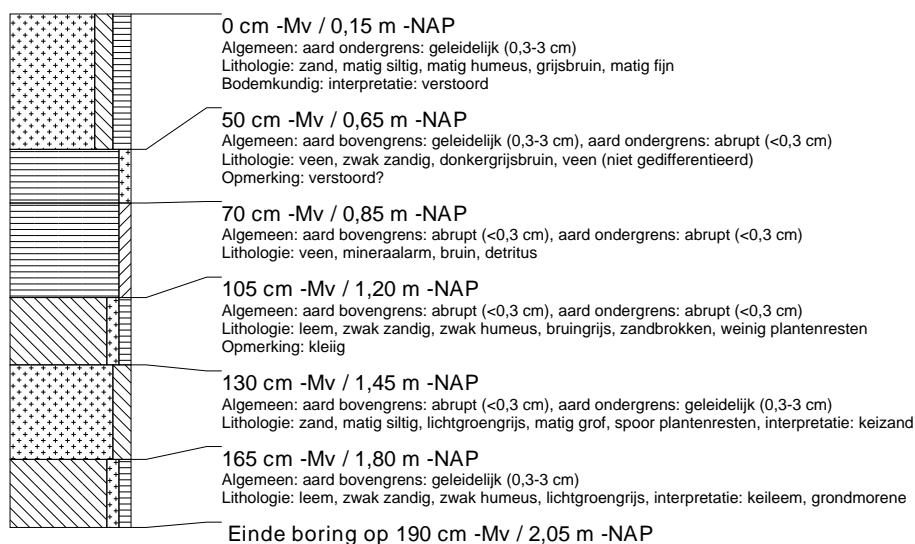 0 cm -Mv / 0,15 m -NAP
Algemeen: aard ondergrens: geleidelijk (0,3-3 cm)
Lithologie: zand, matig siltig, matig humeus, grijsbruin, matig fijn
Bodemkundig: interpretatie: verstoord
50 cm -Mv / 0,65 m -NAP
Algemeen: aard bovengrens: geleidelijk (0,3-3 cm), aard ondergrens: abrupt (<0,3 cm)
Lithologie: veen, zwak zandig, donkergrijsbruin, veen (niet gedifferentieerd)
Opmerking: verstoord?
70 cm -Mv / 0,85 m -NAP
Algemeen: aard bovengrens: abrupt (<0,3 cm), aard ondergrens: abrupt (<0,3 cm)
Lithologie: veen, mineraalarm, bruin, detritus
105 cm -Mv / 1,20 m -NAP
Algemeen: aard bovengrens: abrupt (<0,3 cm), aard ondergrens: abrupt (<0,3 cm)
Lithologie: leem, zwak zandig, zwak humeus, bruingrijs, zandbrokken, weinig plantenresten
Opmerking: kleiig
130 cm -Mv / 1,45 m -NAP
Algemeen: aard bovengrens: abrupt (<0,3 cm), aard ondergrens: geleidelijk (0,3-3 cm)
Lithologie: zand, matig siltig, lichtgroengrijs, matig grof, spoor plantenresten, interpretatie: keizand
165 cm -Mv / 1,80 m -NAP
Algemeen: aard bovengrens: geleidelijk (0,3-3 cm)
Lithologie: leem, zwak zandig, zwak humeus, lichtgroengrijs, interpretatie: keileem, grondmorene
Einde boring op 190 cm -Mv / 2,05 m -NAP